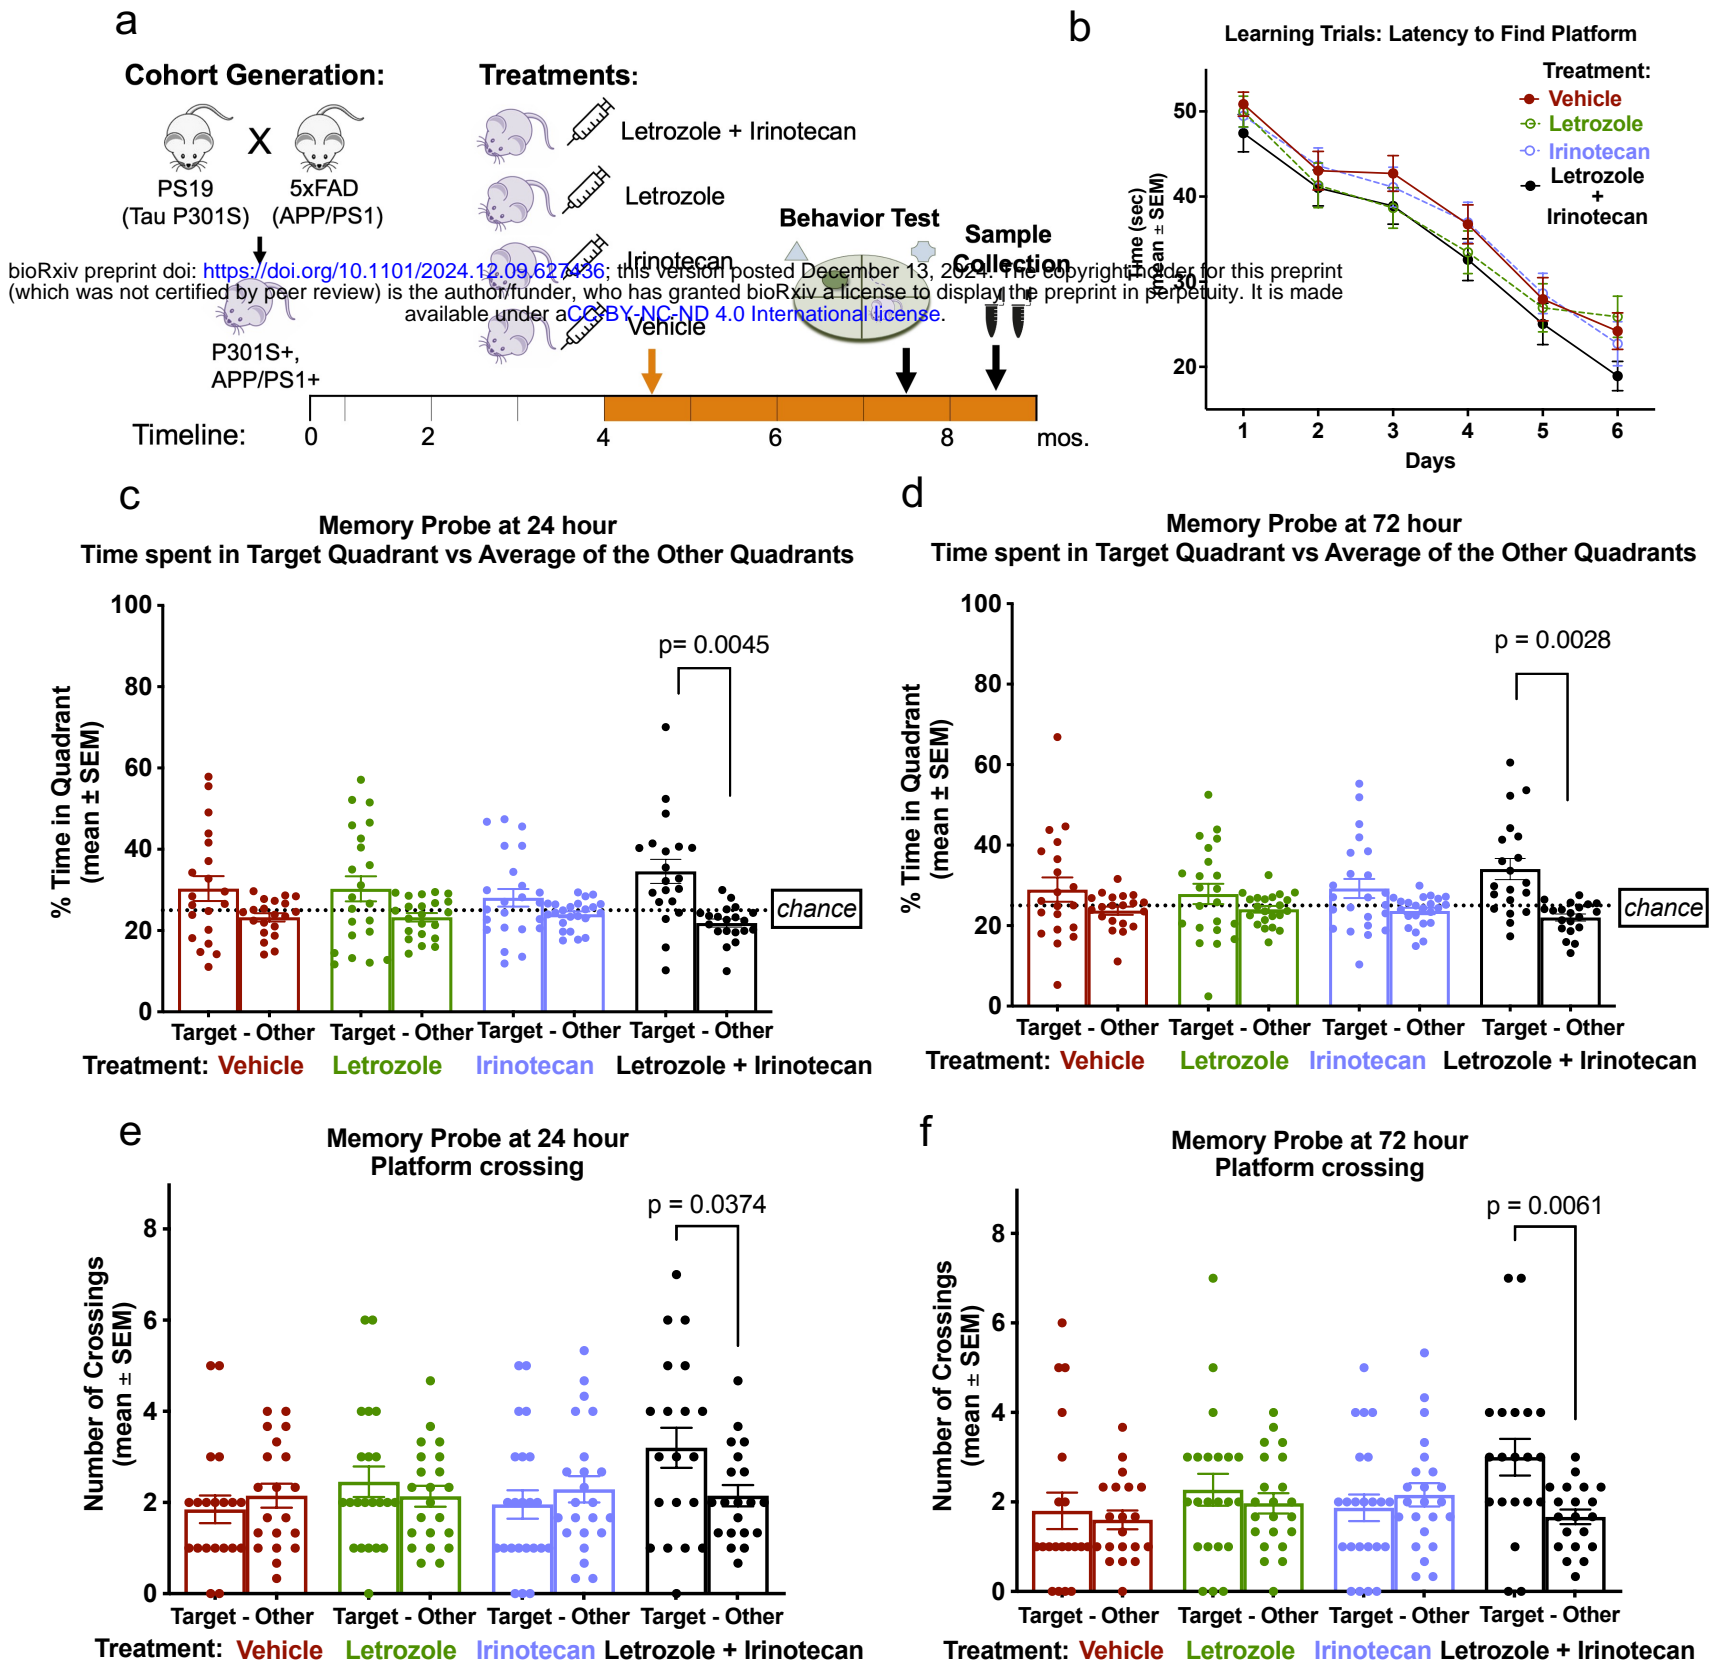 a
Cohort Generation:
PS19
(Tau P301S)
X
5xFAD
(APP/PS1)
P301S+,
APP/PS1+
Treatments:
Letrozole + Irinotecan
Letrozole
Irinotecan
Vehicle
Behavior Test
Sample
Collection
bioRxiv preprint doi: https://doi.org/10.1101/2024.12.09.627436; this version posted December 13, 2024. The copyright holder for this preprint
(which was not certified by peer review) is the author/funder, who has granted bioRxiv a license to display the preprint in perpetuity. It is made
available under aCC-BY-NC-ND 4.0 International license.
Timeline:
0 2 4 6 8 mos.
b
Learning Trials: Latency to Find Platform
Treatment:
Vehicle
Letrozole
Irinotecan
Letrozole
+
Irinotecan
Time (sec)
(mean ± SEM)
50
40
30
20
1 2 3 4 5 6
Days
c
Memory Probe at 24 hour
Time spent in Target Quadrant vs Average of the Other Quadrants
% Time in Quadrant
(mean ± SEM)
100
80
60
40
20
0
p= 0.0045
chance
Target - Other Target - Other Target - Other Target - Other
Treatment: Vehicle Letrozole Irinotecan Letrozole + Irinotecan
d
Memory Probe at 72 hour
Time spent in Target Quadrant vs Average of the Other Quadrants
% Time in Quadrant
(mean ± SEM)
100
80
60
40
20
0
p = 0.0028
chance
Target - Other Target - Other Target - Other Target - Other
Treatment: Vehicle Letrozole Irinotecan Letrozole + Irinotecan
e
Memory Probe at 24 hour
Platform crossing
Number of Crossings
(mean ± SEM)
8
6
4
2
0
p = 0.0374
Target - Other Target - Other Target - Other Target - Other
Treatment: Vehicle Letrozole Irinotecan Letrozole + Irinotecan
f
Memory Probe at 72 hour
Platform crossing
Number of Crossings
(mean ± SEM)
8
6
4
2
0
p = 0.0061
Target - Other Target - Other Target - Other Target - Other
Treatment: Vehicle Letrozole Irinotecan Letrozole + Irinotecan